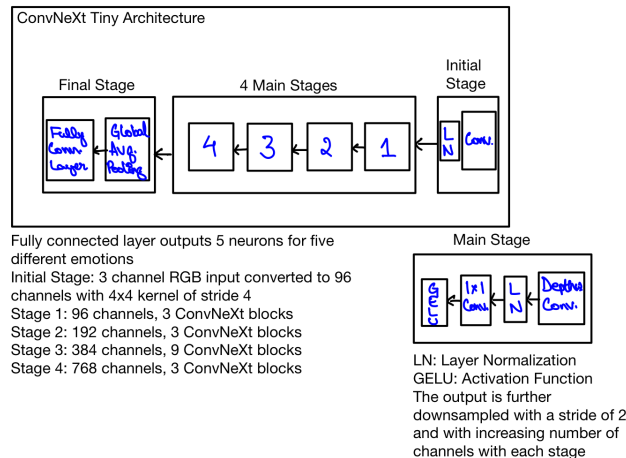 ConvNeXt Tiny Architecture
Final Stage
4 Main Stages
Initial
Stage
Fully
Conn.
Layer
Global
Avg.
Pooling
4
3
2
1
L
N
Conv.
Fully connected layer outputs 5 neurons for five
different emotions
Initial Stage: 3 channel RGB input converted to 96
channels with 4x4 kernel of stride 4
Stage 1: 96 channels, 3 ConvNeXt blocks
Stage 2: 192 channels, 3 ConvNeXt blocks
Stage 3: 384 channels, 9 ConvNeXt blocks
Stage 4: 768 channels, 3 ConvNeXt blocks
Main Stage
G
E
L
U
1x1
Conv.
L
N
Conv.
LN: Layer Normalization
GELU: Activation Function
The output is further
downsampled with a stride of 2
and with increasing number of
channels with each stage